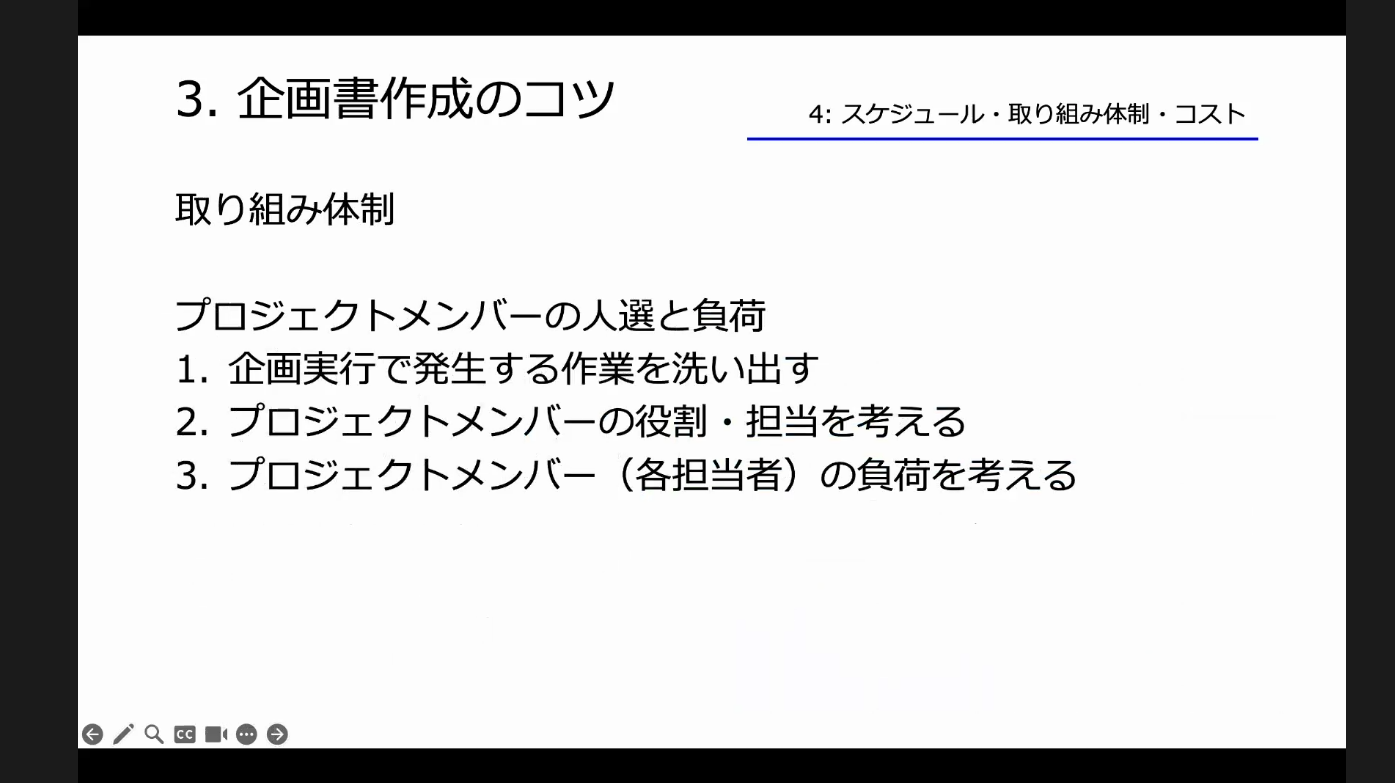 3. 企画書作成のコツ
4: スケジュール・取り組み体制・コスト
取り組み体制
プロジェクトメンバーの人選と負荷
1. 企画実行で発生する作業を洗い出す
2. プロジェクトメンバーの役割・担当を考える
3. プロジェクトメンバー（各担当者）の負荷を考える
CC